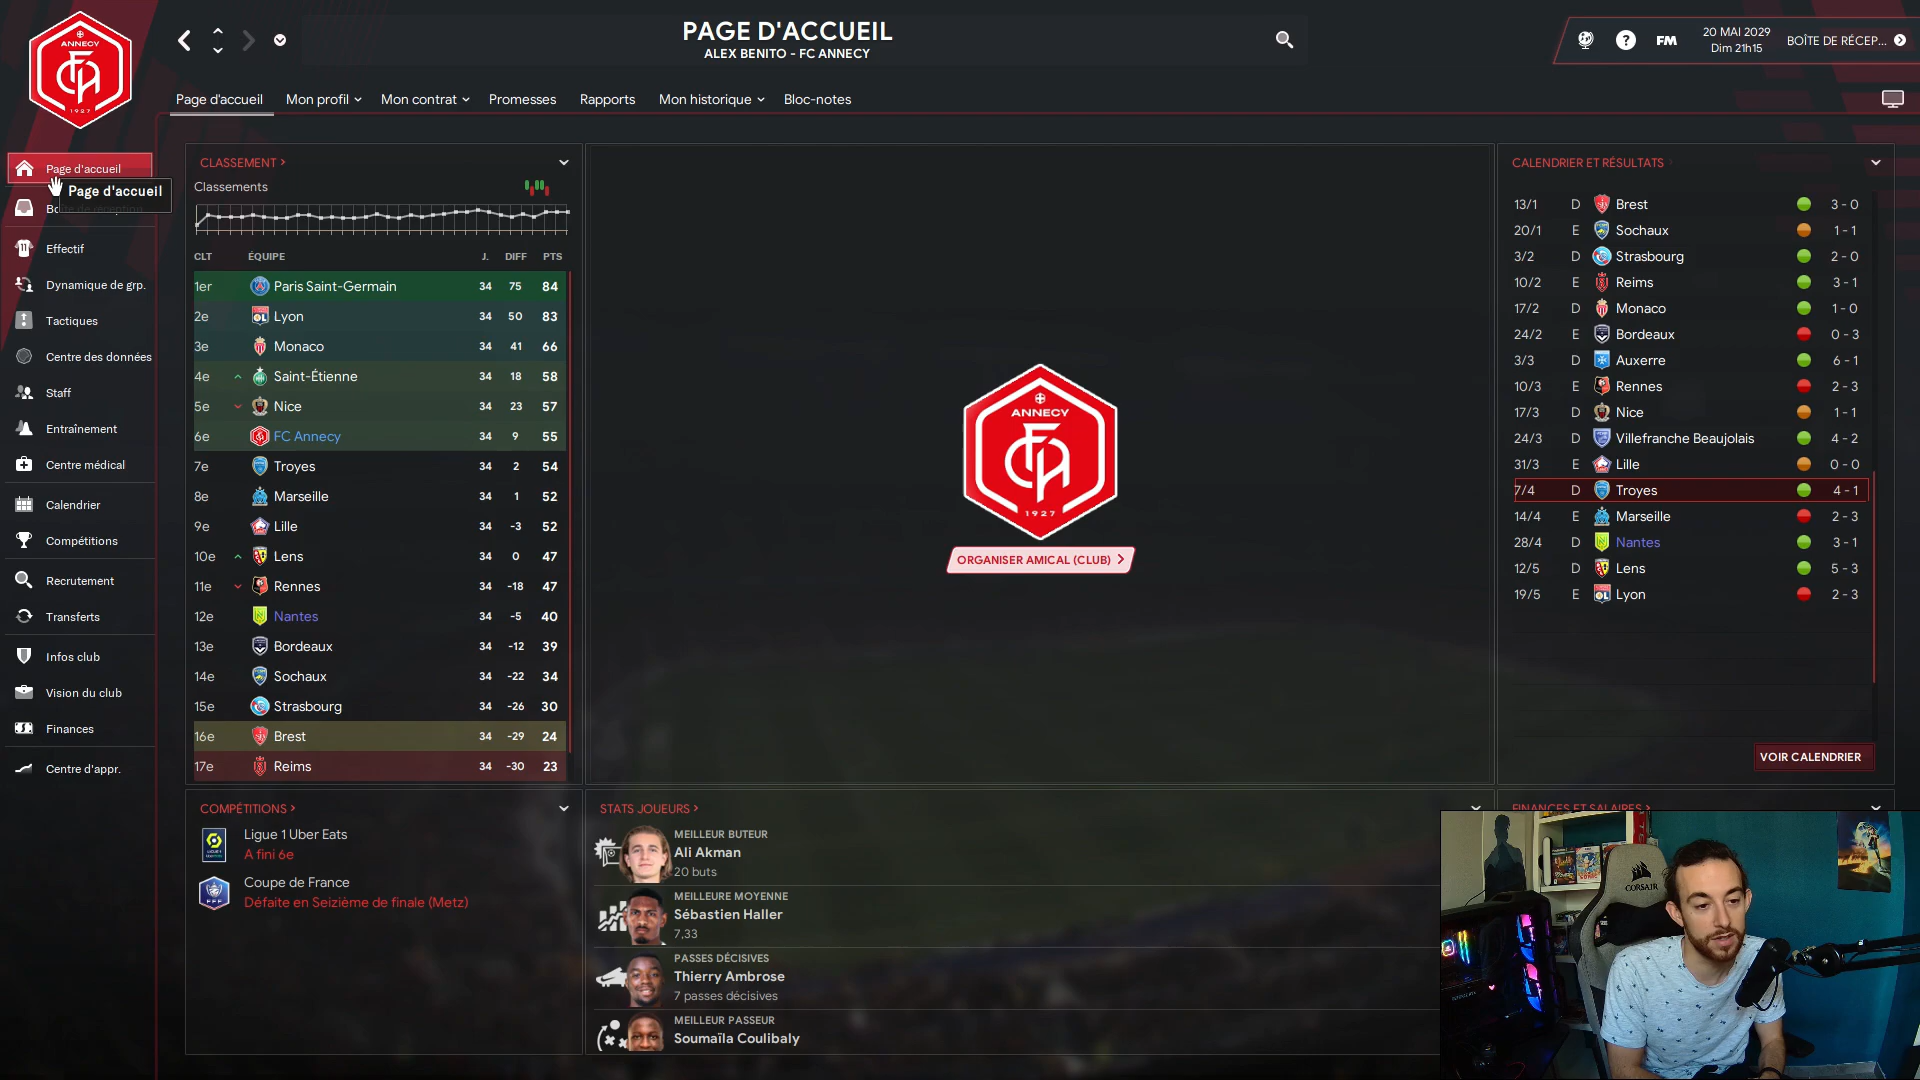 ANNECY
1927
PAGE D'ACCUEIL
ALEX BENITO - FC ANNECY
?
FM
20 MAI 2029
Dim 21h15
BOÎTE DE RÉCEP...
Page d'accueil
Mon profil
Mon contrat
Promesses
Rapports
Mon historique
Bloc-notes
Page d'accueil
Page d'accueil
Effectif
Dynamique de grp.
Tactiques
Centre des données
Staff
Entraînement
Centre médical
Calendrier
Compétitions
Recrutement
Transferts
Infos club
Vision du club
Finances
Centre d'appr.
CLASSEMENT >
Classements
CLT ÉQUIPE J. DIFF PTS
1er Paris Saint-Germain 34 75 84
2e Lyon 34 50 83
3e Monaco 34 41 66
4e Saint-Étienne 34 18 58
5e Nice 34 23 57
6e FC Annecy 34 9 55
7e Troyes 34 2 54
8e Marseille 34 1 52
9e Lille 34 -3 52
10e Lens 34 0 47
11e Rennes 34 -18 47
12e Nantes 34 -5 40
13e Bordeaux 34 -12 39
14e Sochaux 34 -22 34
15e Strasbourg 34 -26 30
16e Brest 34 -29 24
17e Reims 34 -30 23
ANNECY
1927
ORGANISER AMICAL (CLUB) >
CALENDRIER ET RÉSULTATS >
13/1 D Brest 3 - 0
20/1 E Sochaux 1 - 1
3/2 D Strasbourg 2 - 0
10/2 E Reims 3 - 1
17/2 D Monaco 1 - 0
24/2 E Bordeaux 0 - 3
3/3 D Auxerre 6 - 1
10/3 E Rennes 2 - 3
17/3 D Nice 1 - 1
24/3 D Villefranche Beaujolais 4 - 2
31/3 E Lille 0 - 0
7/4 D Troyes 4 - 1
14/4 E Marseille 2 - 3
28/4 D Nantes 3 - 1
12/5 D Lens 5 - 3
19/5 E Lyon 2 - 3
VOIR CALENDRIER
COMPÉTITIONS >
Ligue 1 Uber Eats
A fini 6e
Coupe de France
Défaite en Seizième de finale (Metz)
STATS JOUEURS >
MEILLEUR BUTEUR
Ali Akman
20 buts
MEILLEURE MOYENNE
Sébastien Haller
7,33
PASSES DÉCISIVES
Thierry Ambrose
7 passes décisives
MEILLEUR PASSEUR
Soumaïla Coulibaly
FINANCES ET SALAIRES >
CORSAIR